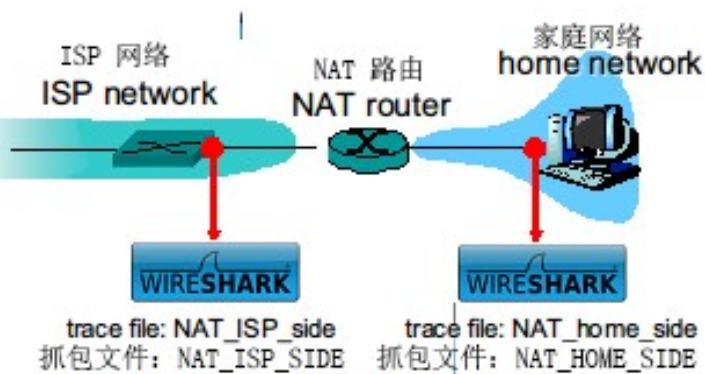 ISP 网络
ISP network
NAT 路由
NAT router
家庭网络
home network
WIRESHARK
trace file: NAT_ISP_side
抓包文件: NAT_ISP_SIDE
WIRESHARK
trace file: NAT_home_side
抓包文件: NAT_HOME_SIDE